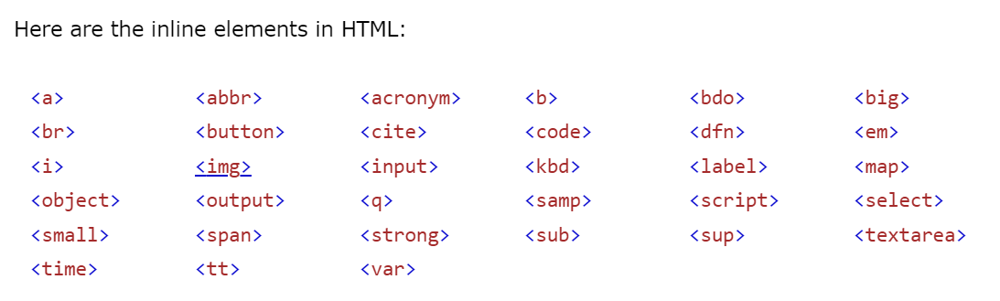 Here are the inline elements in HTML:
<a> <abbr> <acronym> <b> <bdo> <big>
<br> <button> <cite> <code> <dfn> <em>
<i> <img> <input> <kbd> <label> <map>
<object> <output> <q> <samp> <script> <select>
<small> <span> <strong> <sub> <sup> <textarea>
<time> <tt> <var>